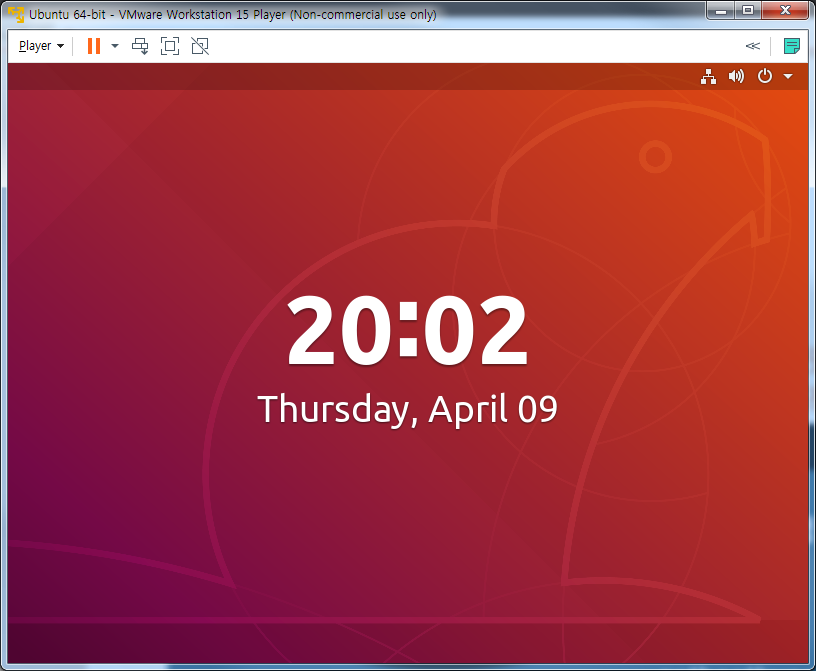 Ubuntu 64-bit - VMware Workstation 15 Player (Non-commercial use only)
Player
20:02
Thursday, April 09